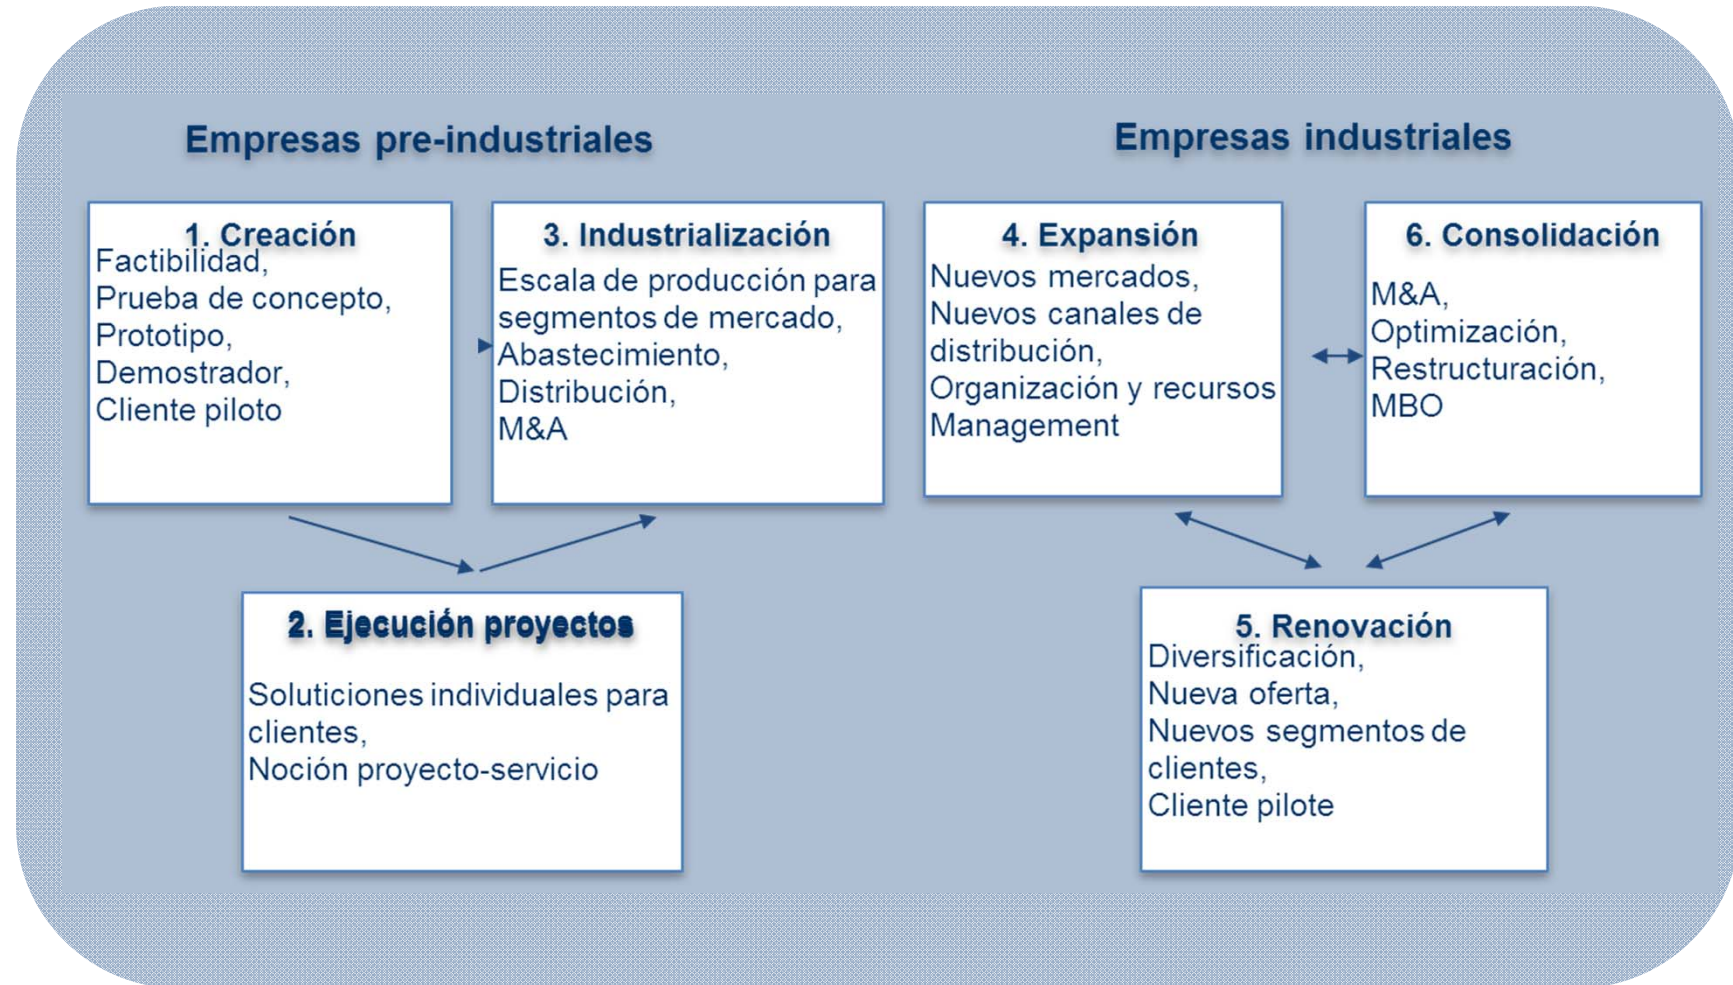 Empresas pre-industriales
Empresas industriales
1. Creación
Factibilidad,
Prueba de concepto,
Prototipo,
Demostrador,
Cliente piloto
3. Industrialización
Escala de producción para
segmentos de mercado,
Abastecimiento,
Distribución,
M&A
4. Expansión
Nuevos mercados,
Nuevos canales de
distribución,
Organización y recursos
Management
6. Consolidación
M&A,
Optimización,
Restructuración,
MBO
2. Ejecución proyectos
Soluticiones individuales para
clientes,
Noción proyecto-servicio
5. Renovación
Diversificación,
Nueva oferta,
Nuevos segmentos de
clientes,
Cliente pilote